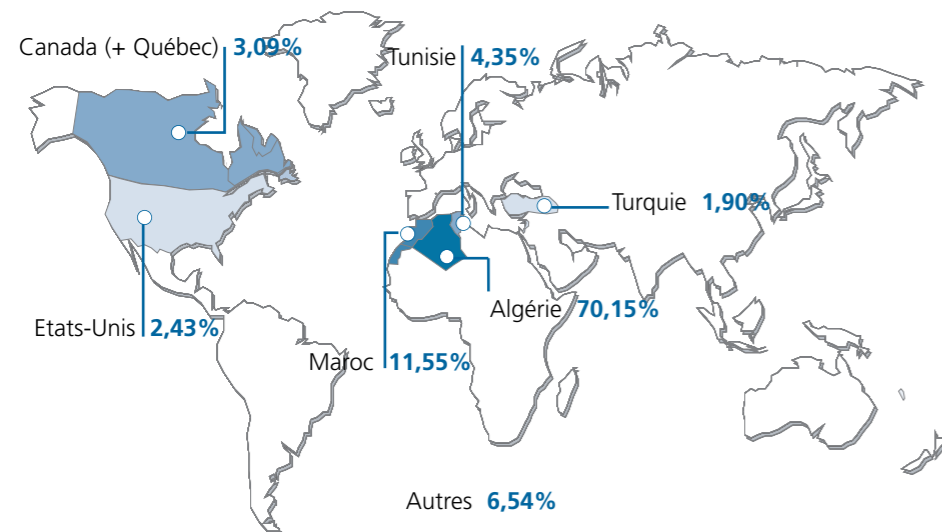 Canada (+ Québec) 3,09%
Tunisie 4,35%
Turquie 1,90%
Algérie 70,15%
Etats-Unis 2,43%
Maroc 11,55%
Autres 6,54%